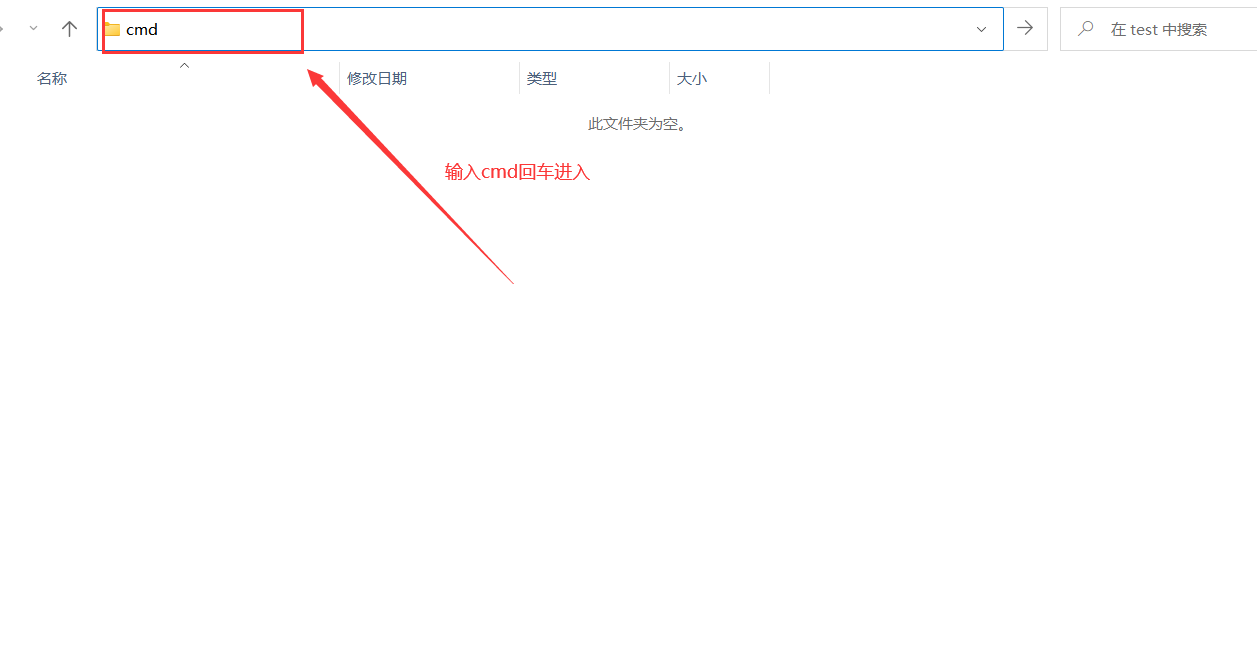 cmd
在 test 中搜索
名称 修改日期 类型 大小
此文件夹为空。
输入cmd回车进入